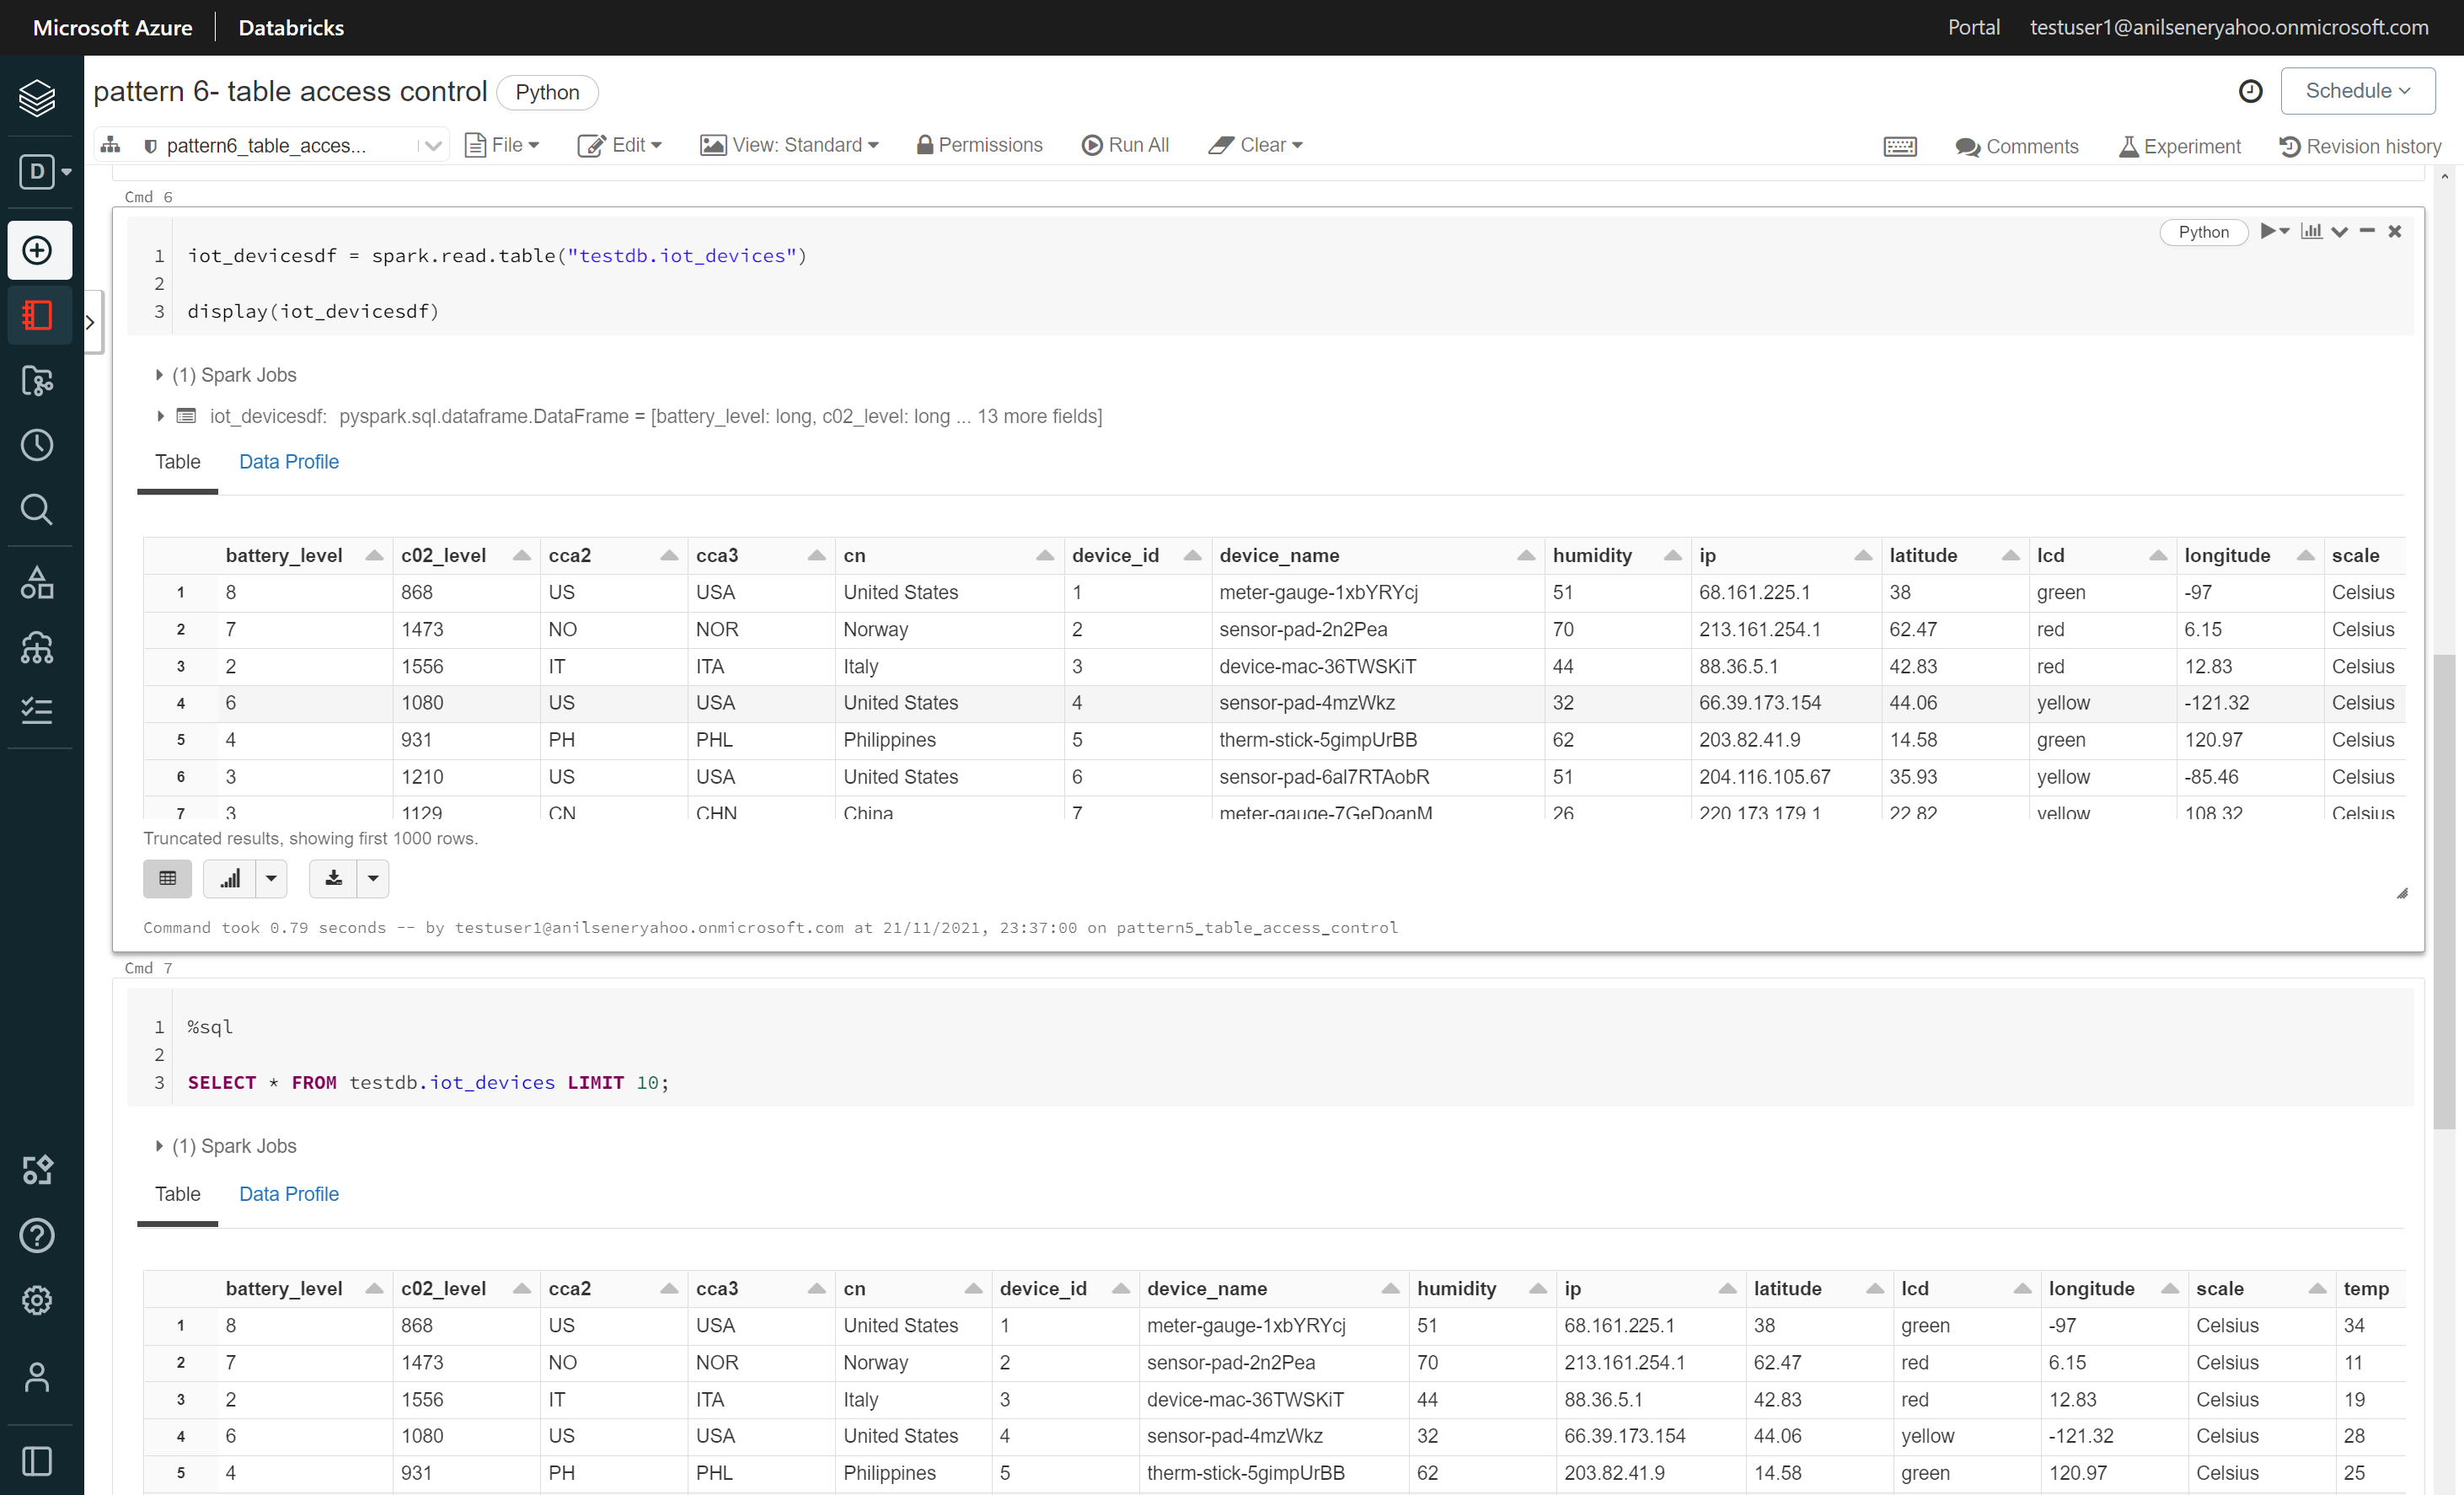 Microsoft Azure Databricks Portal testuser1@anilseneryahoo.onmicrosoft.com
pattern 6- table access control Python Schedule
D pattern6_table_acces... File Edit View: Standard Permissions Run All Clear Comments Experiment Revision history
Cmd 6
Python
1 iot_devicesdf = spark.read.table("testdb.iot_devices")
2
3 display(iot_devicesdf)
(1) Spark Jobs
iot_devicesdf: pyspark.sql.dataframe.DataFrame = [battery_level: long, c02_level: long ... 13 more fields]
Table Data Profile
battery_level c02_level cca2 cca3 cn device_id device_name humidity ip latitude lcd longitude scale
1 8 868 US USA United States 1 meter-gauge-1xbYRYcj 51 68.161.225.1 38 green -97 Celsius
2 7 1473 NO NOR Norway 2 sensor-pad-2n2Pea 70 213.161.254.1 62.47 red 6.15 Celsius
3 2 1556 IT ITA Italy 3 device-mac-36TWSKiT 44 88.36.5.1 42.83 red 12.83 Celsius
4 6 1080 US USA United States 4 sensor-pad-4mzWkz 32 66.39.173.154 44.06 yellow -121.32 Celsius
5 4 931 PH PHL Philippines 5 therm-stick-5gimpUrBB 62 203.82.41.9 14.58 green 120.97 Celsius
6 3 1210 US USA United States 6 sensor-pad-6al7RTAobR 51 204.116.105.67 35.93 yellow -85.46 Celsius
7 3 1129 CN CHN China 7 meter-gauge-7GeDoanM 26 220.173.179.1 22.82 yellow 108.32 Celsius
Truncated results, showing first 1000 rows.
Command took 0.79 seconds -- by testuser1@anilseneryahoo.onmicrosoft.com at 21/11/2021, 23:37:00 on pattern5_table_access_control
Cmd 7
1 %sql
2
3 SELECT * FROM testdb.iot_devices LIMIT 10;
(1) Spark Jobs
Table Data Profile
battery_level c02_level cca2 cca3 cn device_id device_name humidity ip latitude lcd longitude scale temp
1 8 868 US USA United States 1 meter-gauge-1xbYRYcj 51 68.161.225.1 38 green -97 Celsius 34
2 7 1473 NO NOR Norway 2 sensor-pad-2n2Pea 70 213.161.254.1 62.47 red 6.15 Celsius 11
3 2 1556 IT ITA Italy 3 device-mac-36TWSKiT 44 88.36.5.1 42.83 red 12.83 Celsius 19
4 6 1080 US USA United States 4 sensor-pad-4mzWkz 32 66.39.173.154 44.06 yellow -121.32 Celsius 28
5 4 931 PH PHL Philippines 5 therm-stick-5gimpUrBB 62 203.82.41.9 14.58 green 120.97 Celsius 25